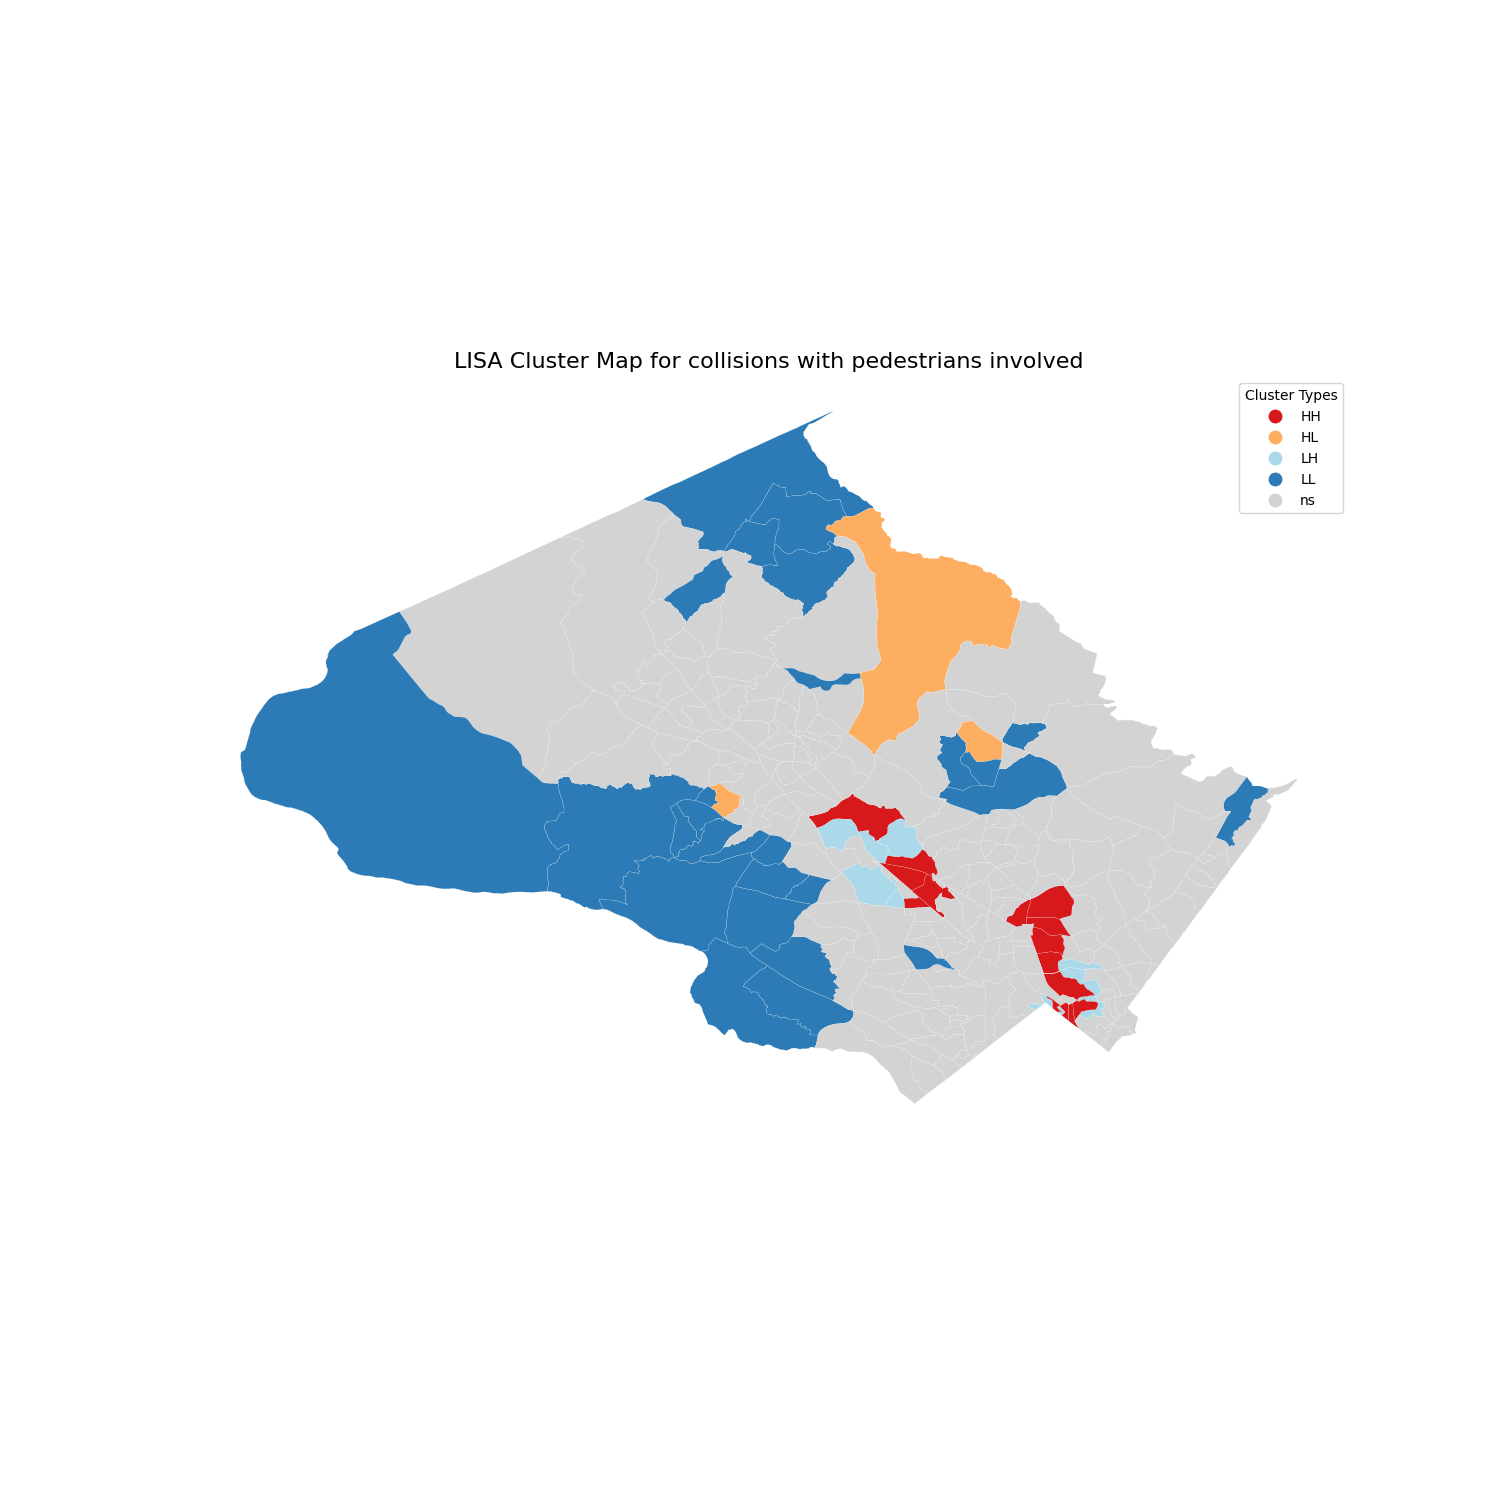 LISA Cluster Map for collisions with pedestrians involved
Cluster Types
HH
HL
LH
LL
ns